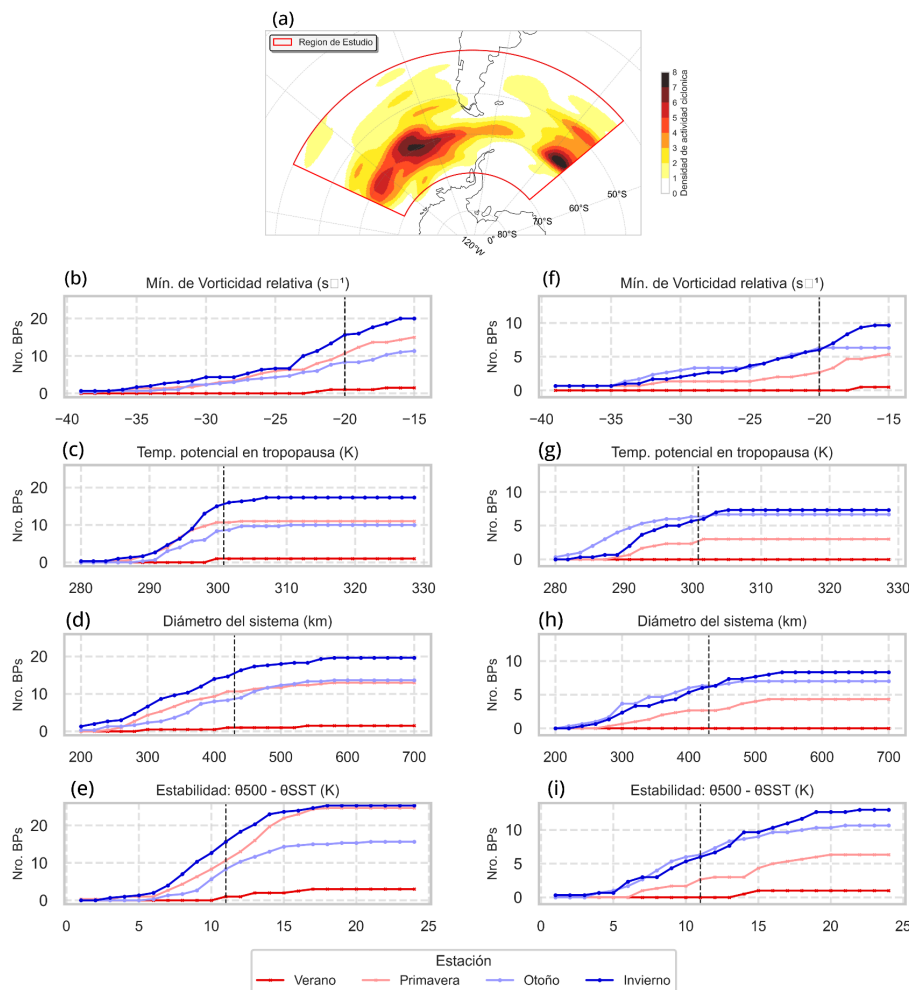 (a)
Region de Estudio
8
7
6
5
4
3
2
1
0
Densidad de actividad ciclonica
50°S
60°S
70°S
80°S
0°
120°W
(b)
Mín. de Vorticidad relativa (s□⁻¹)
Nro. BPs
20
10
0
−40 −35 −30 −25 −20 −15
(f)
Mín. de Vorticidad relativa (s□⁻¹)
Nro. BPs
10
5
0
−40 −35 −30 −25 −20 −15
(c)
Temp. potencial en tropopausa (K)
Nro. BPs
20
10
0
280 290 300 310 320 330
(g)
Temp. potencial en tropopausa (K)
Nro. BPs
10
5
0
280 290 300 310 320 330
(d)
Diámetro del sistema (km)
Nro. BPs
20
10
0
200 300 400 500 600 700
(h)
Diámetro del sistema (km)
Nro. BPs
10
5
0
200 300 400 500 600 700
(e)
Estabilidad: θ500 - θSST (K)
Nro. BPs
20
10
0
0 5 10 15 20 25
(i)
Estabilidad: θ500 - θSST (K)
Nro. BPs
10
5
0
0 5 10 15 20 25
Estación
Verano Primavera Otoño Invierno